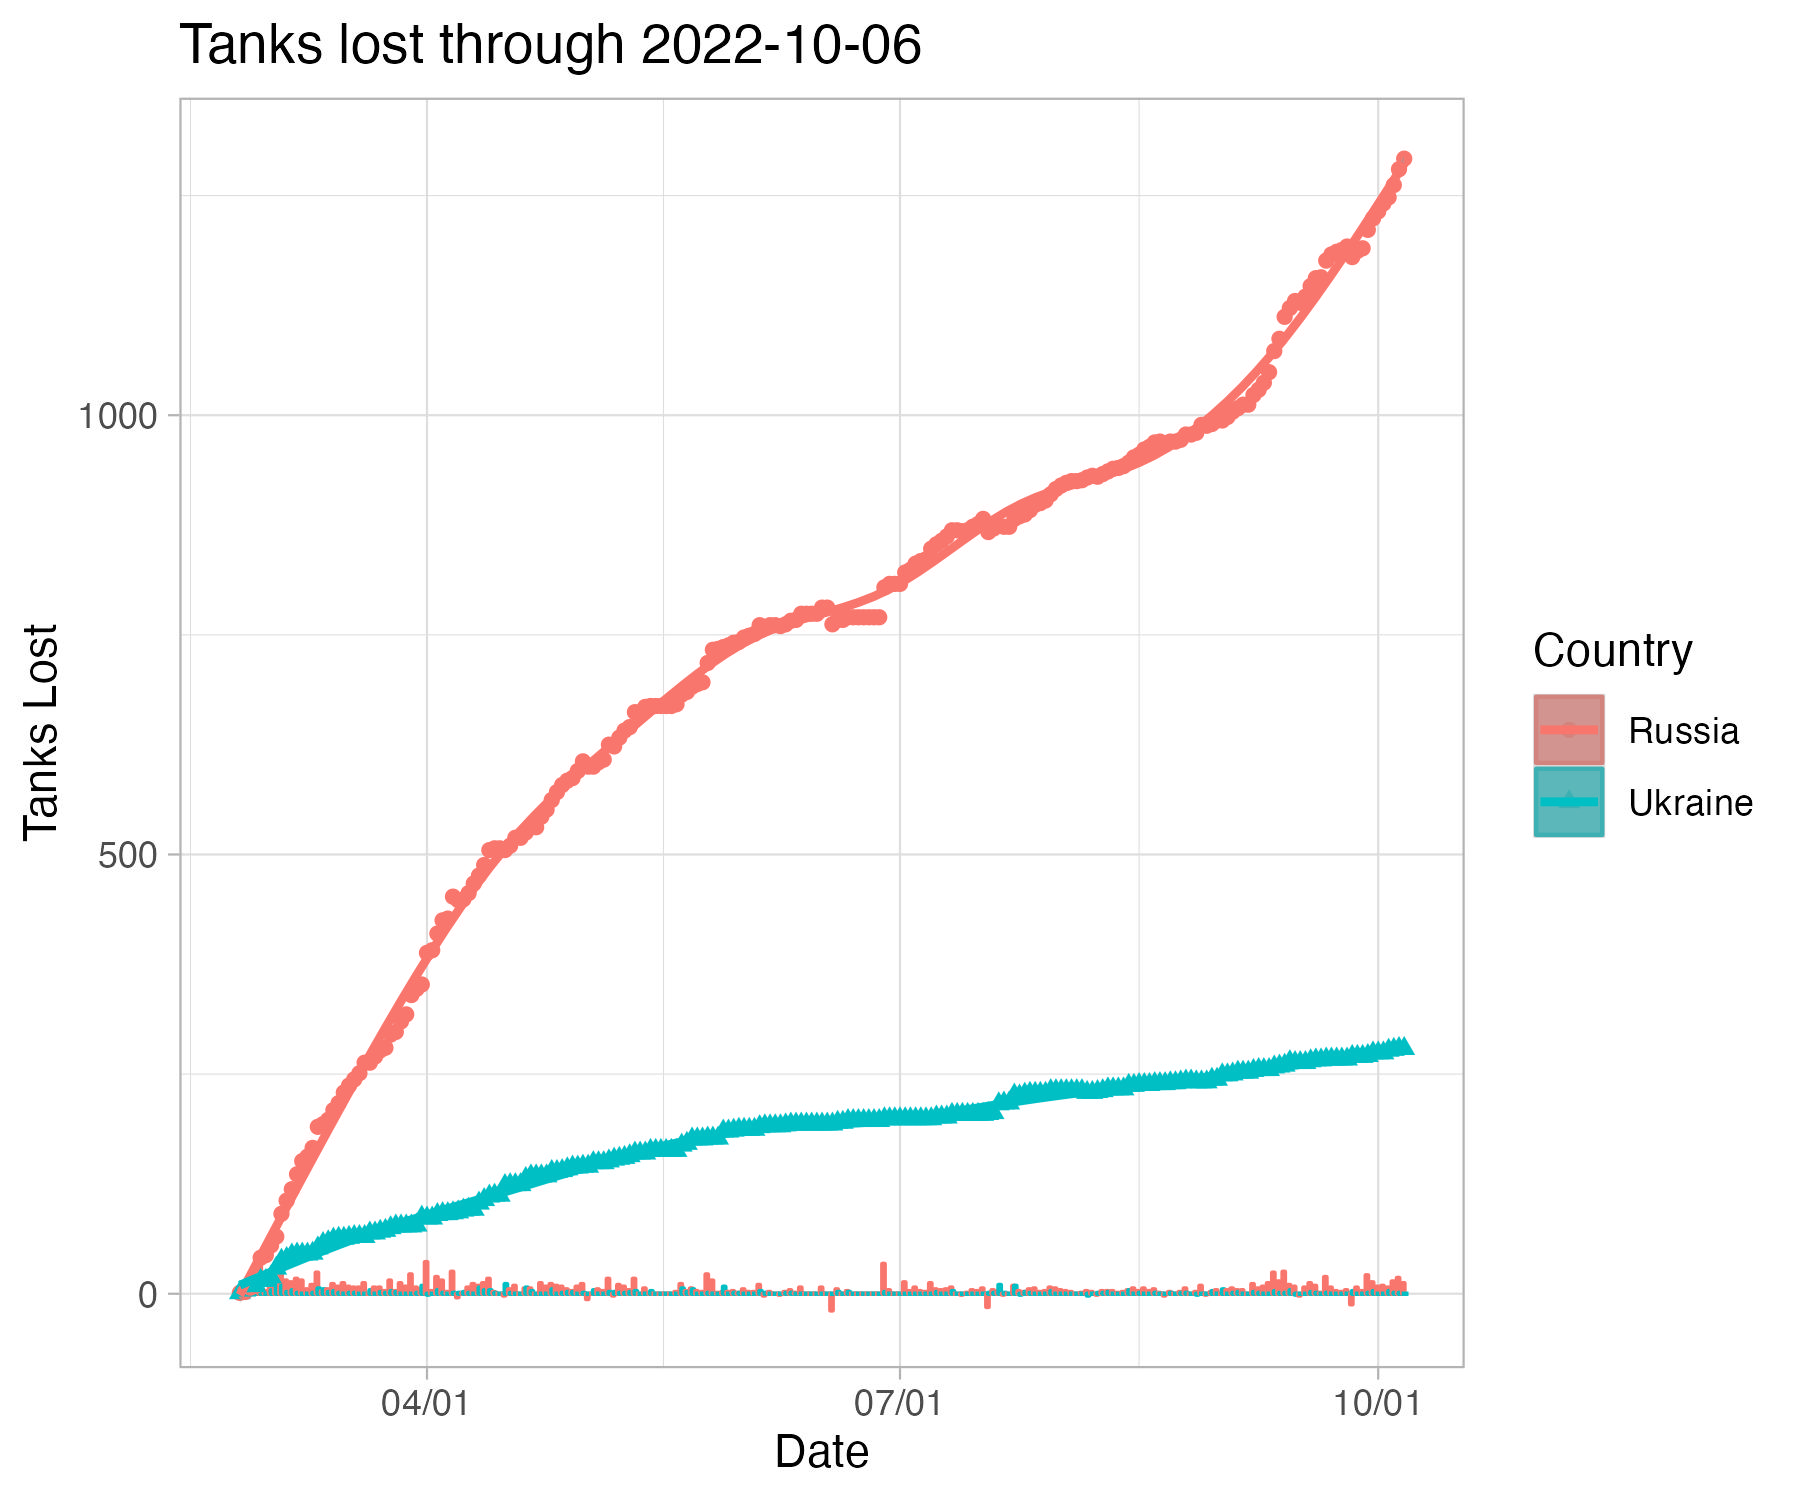 Tanks lost through 2022-10-06
Tanks Lost
1000
500
0
04/01 07/01 10/01
Date
Country
Russia
Ukraine